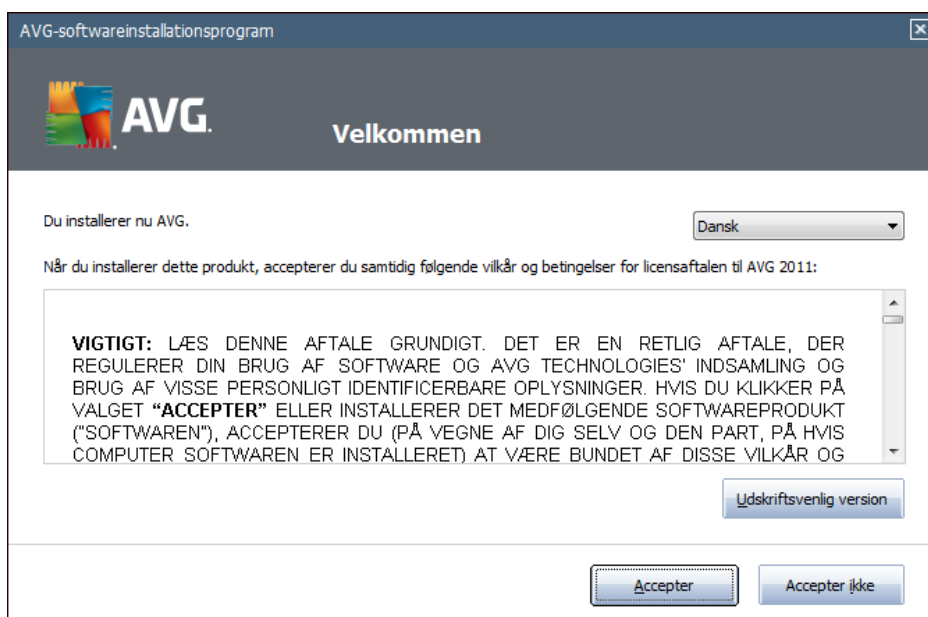 AVG-softwareinstallationsprogram
AVG.
Velkommen
Du installerer nu AVG.
Dansk
Når du installerer dette produkt, accepterer du samtidig følgende vilkår og betingelser for licensaftalen til AVG 2011:
VIGTIGT: LÆS DENNE AFTALE GRUNDIGT. DET ER EN RETLIG AFTALE, DER
REGULERER DIN BRUG AF SOFTWARE OG AVG TECHNOLOGIES' INDSAMLING OG
BRUG AF VISSE PERSONLIGT IDENTIFICERBARE OPLYSNINGER. HVIS DU KLIKKER PÅ
VALGET “ACCEPTER” ELLER INSTALLERER DET MEDFØLGENDE SOFTWAREPRODUKT
("SOFTWAREN"), ACCEPTERER DU (PÅ VEGNE AF DIG SELV OG DEN PART, PÅ HVIS
COMPUTER SOFTWAREN ER INSTALLERET) AT VÆRE BUNDET AF DISSE VILKÅR OG
Udskriftsvenlig version
Accepter
Accepter ikke